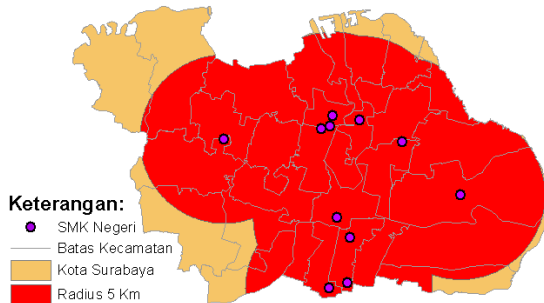 Keterangan:
SMK Negeri
Batas Kecamatan
Kota Surabaya
Radius 5 Km